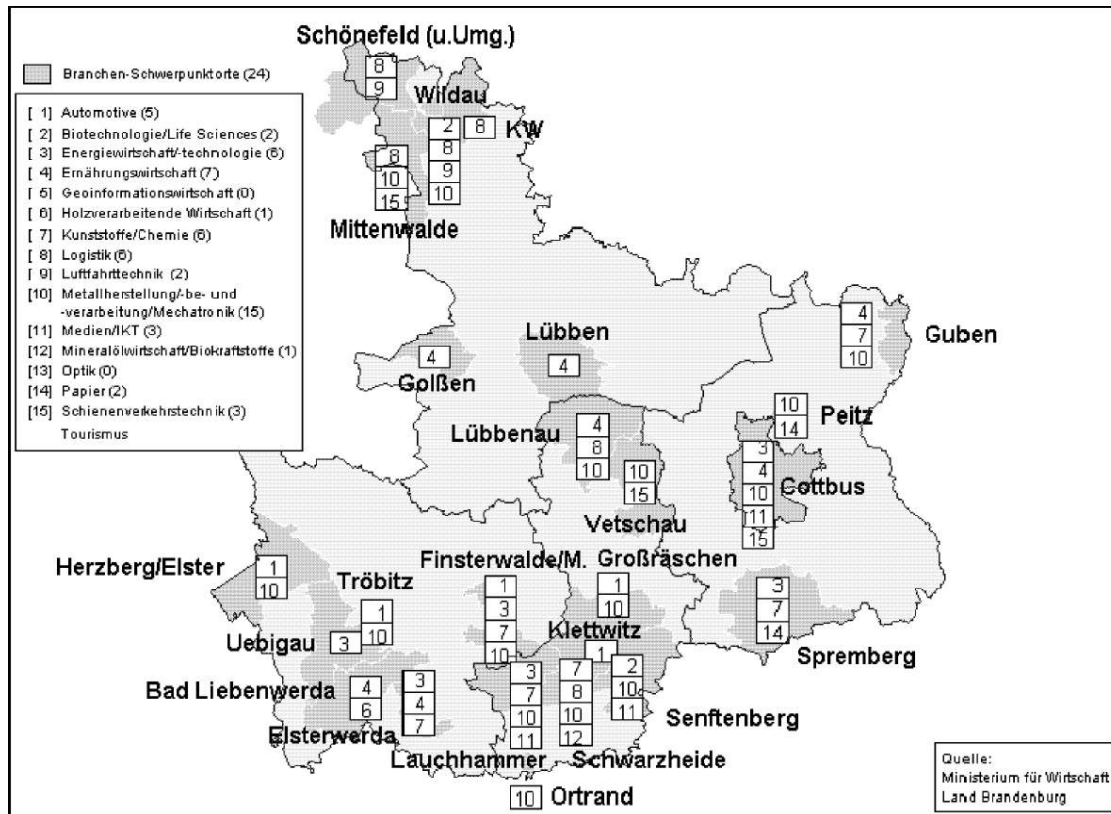 Schönefeld (u.Umg.)
8
9
Branchen-Schwerpunktorte (24)
[ 1] Automotive (5)
[ 2] Biotechnologie/Life Sciences (2)
[ 3] Energiewirtschaft/-technologie (6)
[ 4] Ernährungswirtschaft (7)
[ 5] Geoinformationswirtschaft (0)
[ 6] Holzverarbeitende Wirtschaft (1)
[ 7] Kunststoffe/Chemie (6)
[ 8] Logistik (6)
[ 9] Luftfahrttechnik (2)
[10] Metallherstellung/-be- und
-verarbeitung/Mechatronik (15)
[11] Medien/IKT (3)
[12] Mineralölwirtschaft/Biokraftstoffe (1)
[13] Optik (0)
[14] Papier (2)
[15] Schienenverkehrstechnik (3)
Tourismus
Wildau
2
8
9
10
8
KW
8
10
15
Mittenwalde
4
Golßen
Lübben
4
4
7
10
Guben
Lübbenau
4
8
10
10
15
Vetschau
10
14
Peitz
3
4
10
11
15
Cottbus
Herzberg/Elster
1
10
Tröbitz
1
10
Uebigau
3
Finsterwalde/M.
1
3
7
10
Großräschen
1
10
Klettwitz
1
3
7
14
Spremberg
Bad Liebenwerda
4
6
Elsterwerda
3
4
7
3
7
10
11
Lauchhammer
7
8
10
12
Schwarzheide
2
10
11
Senftenberg
10
Ortrand
Quelle:
Ministerium für Wirtschaft
Land Brandenburg